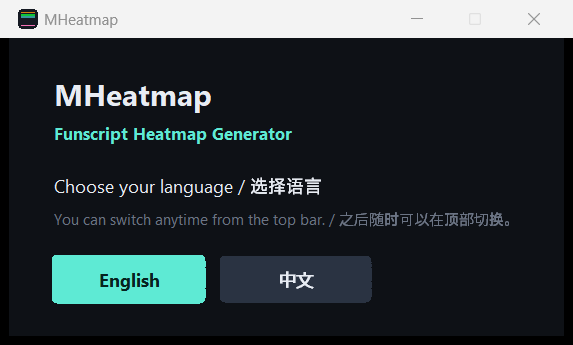 MHeatmap
MHeatmap
Funscript Heatmap Generator
Choose your language / 选择语言
You can switch anytime from the top bar. / 之后随时可以在顶部切换。
English
中文